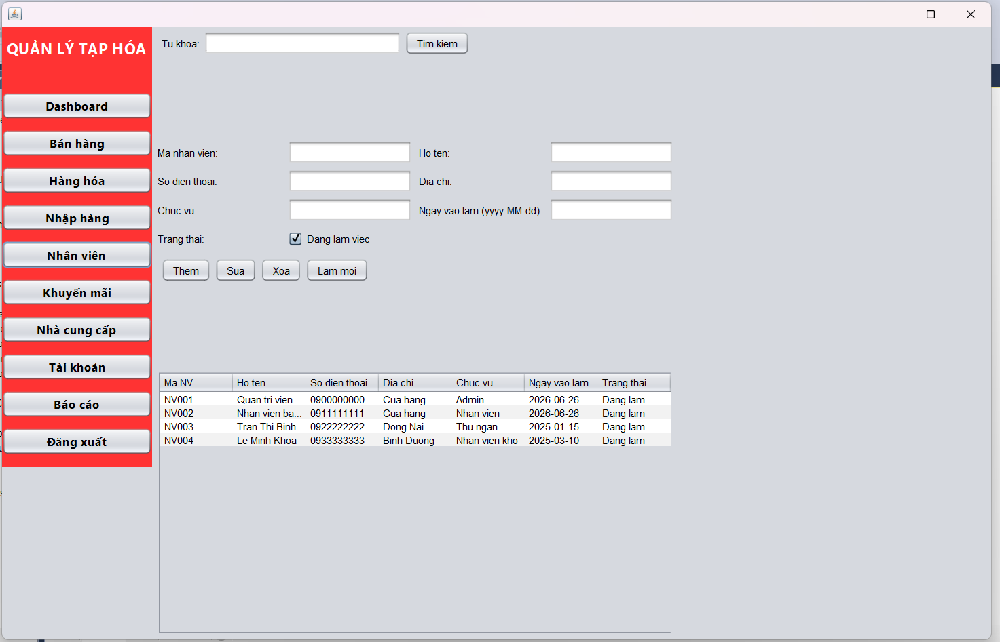 QUẢN LÝ TẠP HÓA
Dashboard
Bán hàng
Hàng hóa
Nhập hàng
Nhân viên
Khuyến mãi
Nhà cung cấp
Tài khoản
Báo cáo
Đăng xuất
Tu khoa: Tim kiem
Ma nhan vien: Ho ten:
So dien thoai: Dia chi:
Chuc vu: Ngay vao lam (yyyy-MM-dd):
Trang thai: Dang lam viec
Them Sua Xoa Lam moi
Ma NV Ho ten So dien thoai Dia chi Chuc vu Ngay vao lam Trang thai
NV001 Quan tri vien 0900000000 Cua hang Admin 2026-06-26 Dang lam
NV002 Nhan vien ba... 0911111111 Cua hang Nhan vien 2026-06-26 Dang lam
NV003 Tran Thi Binh 0922222222 Dong Nai Thu ngan 2025-01-15 Dang lam
NV004 Le Minh Khoa 0933333333 Binh Duong Nhan vien kho 2025-03-10 Dang lam